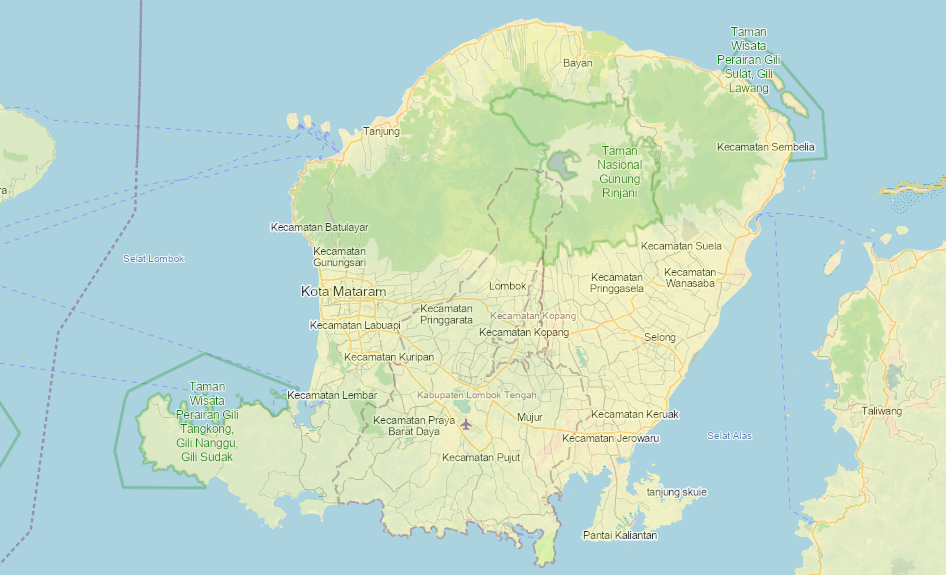 Taman
Wisata
Perairan Gili
Sulat, Gili
Lawang
Bayan
Tanjung
Kecamatan Sembelia
Taman
Nasional
Gunung
Rinjani
ra
Kecamatan Batulayar
Kecamatan Suela
Kecamatan
Gunungsari
Selat Lombok
Kecamatan
Wanasaba
Kecamatan
Pringgasela
Lombok
Kota Mataram
Kecamatan
Pringgarata
Kecamatan Kopang
Kecamatan Labuapi
Kecamatan Kopang
Selong
Kecamatan Kuripan
Taman
Wisata
Perairan Gili
Tangkong,
Gili Nanggu,
Gili Sudak
Kecamatan Lembar
Kabupaten Lombok Tengah
Taliwang
Kecamatan Praya
Barat Daya
Mujur
Kecamatan Keruak
Kecamatan Jerowaru
Selat Alas
Kecamatan Pujut
tanjung skuie
Pantai Kaliantan